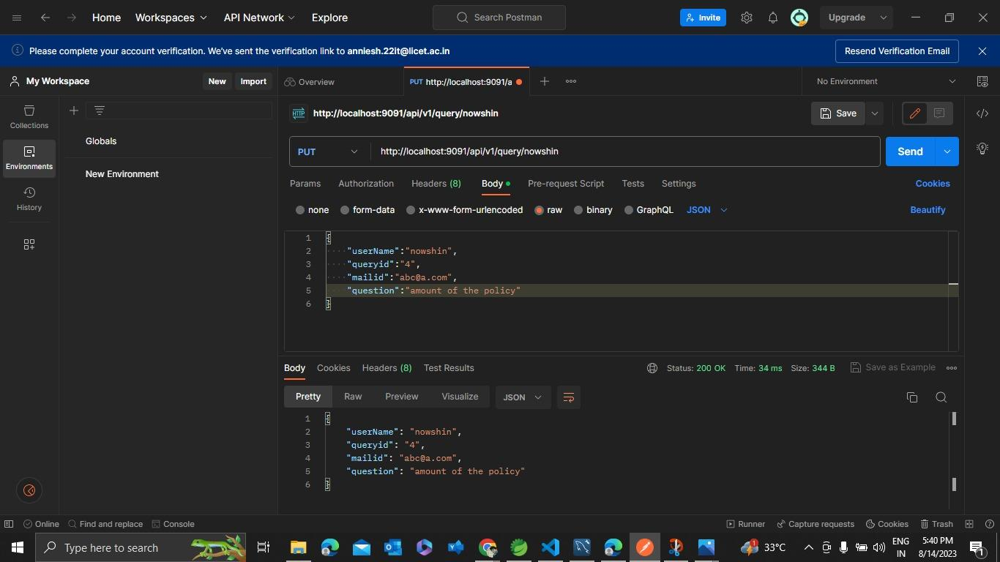 Home Workspaces API Network Explore Search Postman Invite Upgrade
Please complete your account verification. We've sent the verification link to anniesh.22it@licet.ac.in Resend Verification Email
My Workspace New Import Overview PUT http://localhost:9091/a No Environment
http://localhost:9091/api/v1/query/nowshin Save
HTTP
Collections
Globals
Environments
New Environment
History
PUT http://localhost:9091/api/v1/query/nowshin Send
Params Authorization Headers (8) Body Pre-request Script Tests Settings Cookies
none form-data x-www-form-urlencoded raw binary GraphQL JSON Beautify
1 {
2 "userName":"nowshin",
3 "queryid":"4",
4 "mailid":"abc@a.com",
5 "question":"amount of the policy"
6 }
Body Cookies Headers (8) Test Results Status: 200 OK Time: 34 ms Size: 344 B Save as Example
Pretty Raw Preview Visualize JSON
1 {
2 "userName": "nowshin",
3 "queryid": "4",
4 "mailid": "abc@a.com",
5 "question": "amount of the policy"
6 }
Online Find and replace Console Runner Capture requests Cookies Trash
Type here to search 1 33°C ENG 5:40 PM
IN 8/14/2023 1